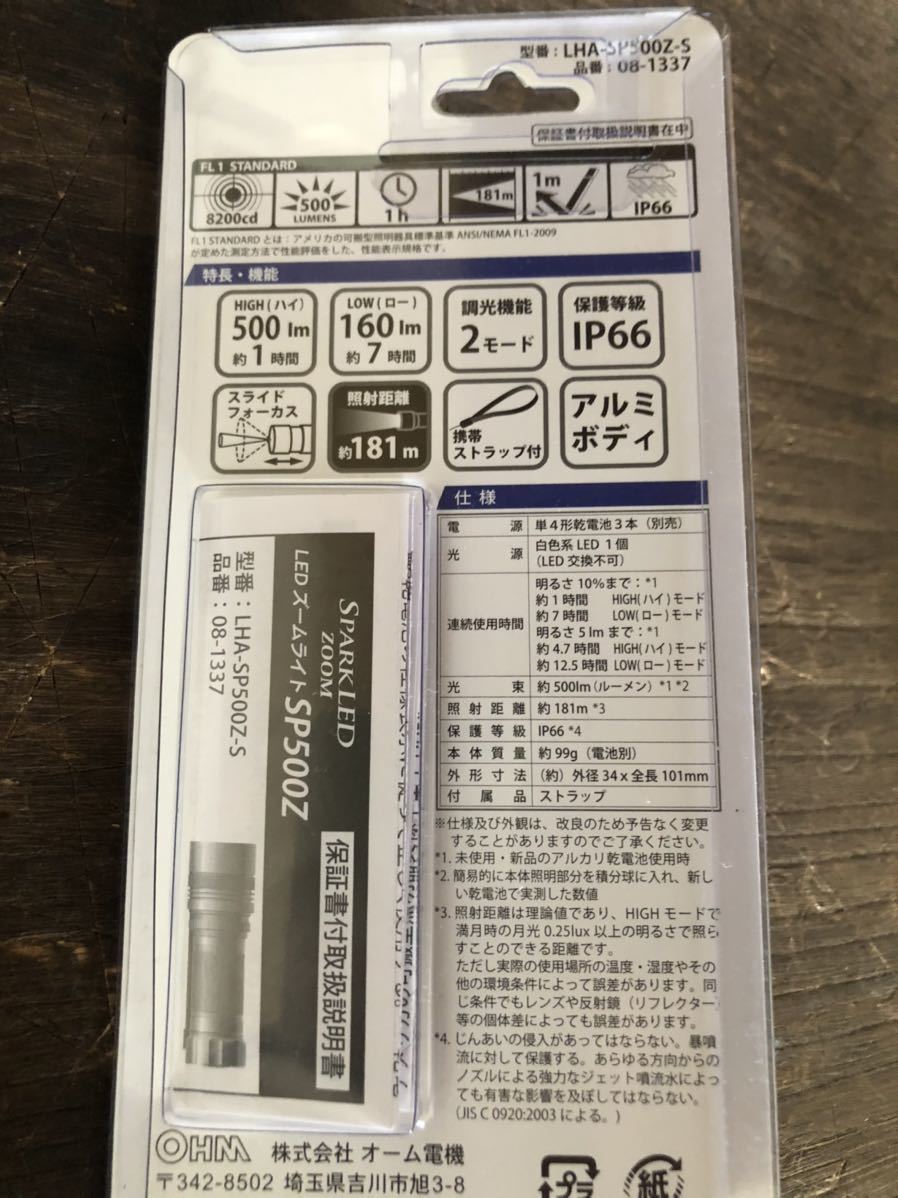 型番：LHA-SP500Z-S
品番：08-1337
保証書付取扱説明書在中
FL1 STANDARD
8200cd
500
LUMENS
1h
181m
1m
IP66
FL1 STANDARD とは：アメリカの可搬型照明器具標準基準 ANSI/NEMA FL1-2009
が定めた測定方法で性能評価をした、性能表示規格です。
特長・機能
HIGH(ハイ)
500 lm
約1時間
LOW(ロー)
160 lm
約7時間
調光機能
2モード
保護等級
IP66
スライド
フォーカス
照射距離
約181m
携帯
ストラップ付
アルミ
ボディ
仕様
電源 単4形乾電池3本（別売）
光源 白色系LED 1個
（LED交換不可）
連続使用時間 明るさ10%まで：*1
約1時間 HIGH(ハイ)モード
約7時間 LOW(ロー)モード
明るさ5lmまで：*1
約4.7時間 HIGH(ハイ)モード
約12.5時間 LOW(ロー)モード
光束 約500lm(ルーメン) *1 *2
照射距離 約181m *3
保護等級 IP66 *4
本体質量 約99g（電池別）
外形寸法 （約）外径34x全長101mm
付属品 ストラップ
※仕様及び外観は、改良のため予告なく変更
することがありますのでご了承ください。
*1. 未使用・新品のアルカリ乾電池使用時
*2. 簡易的に本体照明部分を積分球に入れ、新し
い乾電池で実測した数値
*3. 照射距離は理論値であり、HIGHモードで
満月時の月光0.25lux以上の明るさで照ら
すことのできる距離です。
ただし実際の使用場所の温度・湿度やその
他の環境条件によって誤差があります。同
じ条件でもレンズや反射鏡（リフレクター）
等の個体差によっても誤差があります。
*4. じんあいの侵入があってはならない。暴噴
流に対して保護する。あらゆる方向からの
ノズルによる強力なジェット噴流水によっ
ても有害な影響を及ぼしてはならない。
(JIS C 0920:2003による。)
SPARKLED
ZOOM
LED ズームライト SP500Z
型番：LHA-SP500Z-S
品番：08-1337
保証書付取扱説明書
OHM 株式会社 オーム電機
〒342-8502 埼玉県吉川市旭3-8
プラ
紙